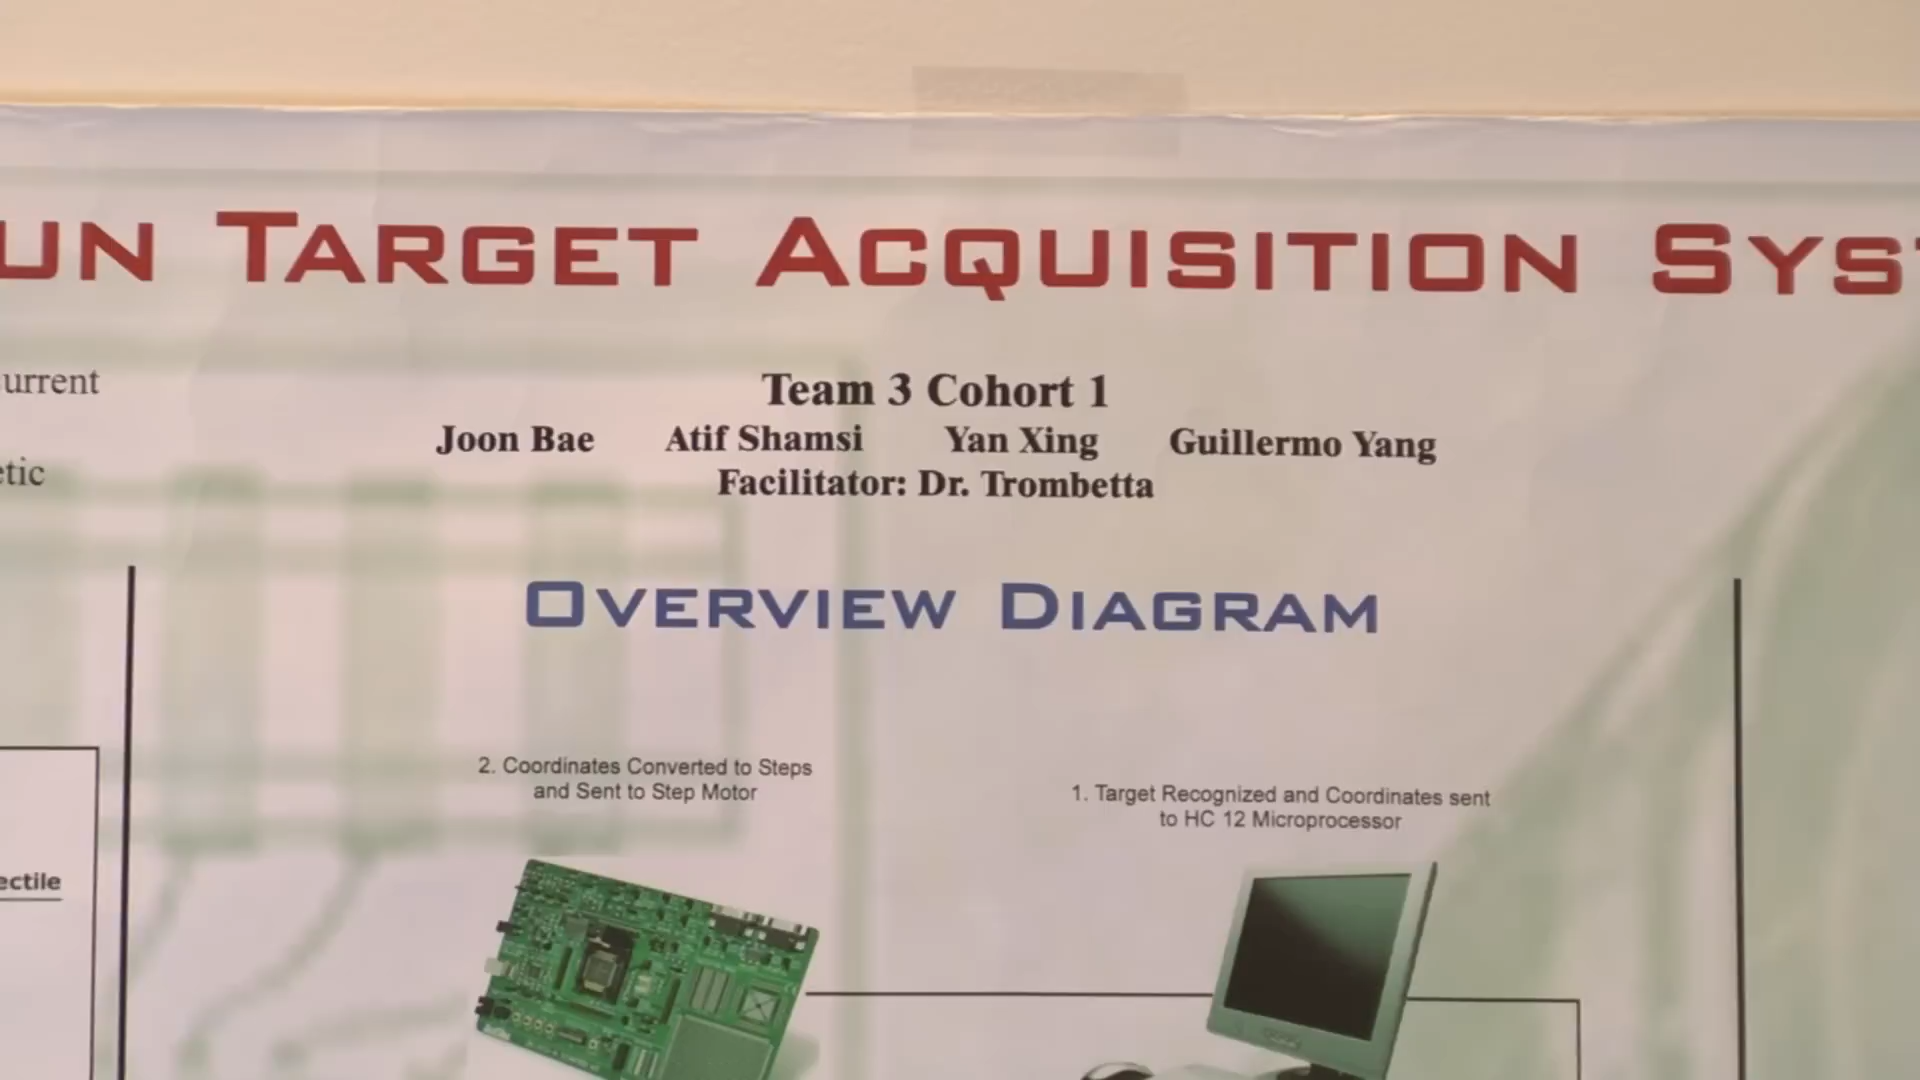 UN TARGET ACQUISITION SYS
urrent
etic
Team 3 Cohort 1
Joon Bae Atif Shamsi Yan Xing Guillermo Yang
Facilitator: Dr. Trombetta
OVERVIEW DIAGRAM
2. Coordinates Converted to Steps
and Sent to Step Motor
1. Target Recognized and Coordinates sent
to HC 12 Microprocessor
ectile